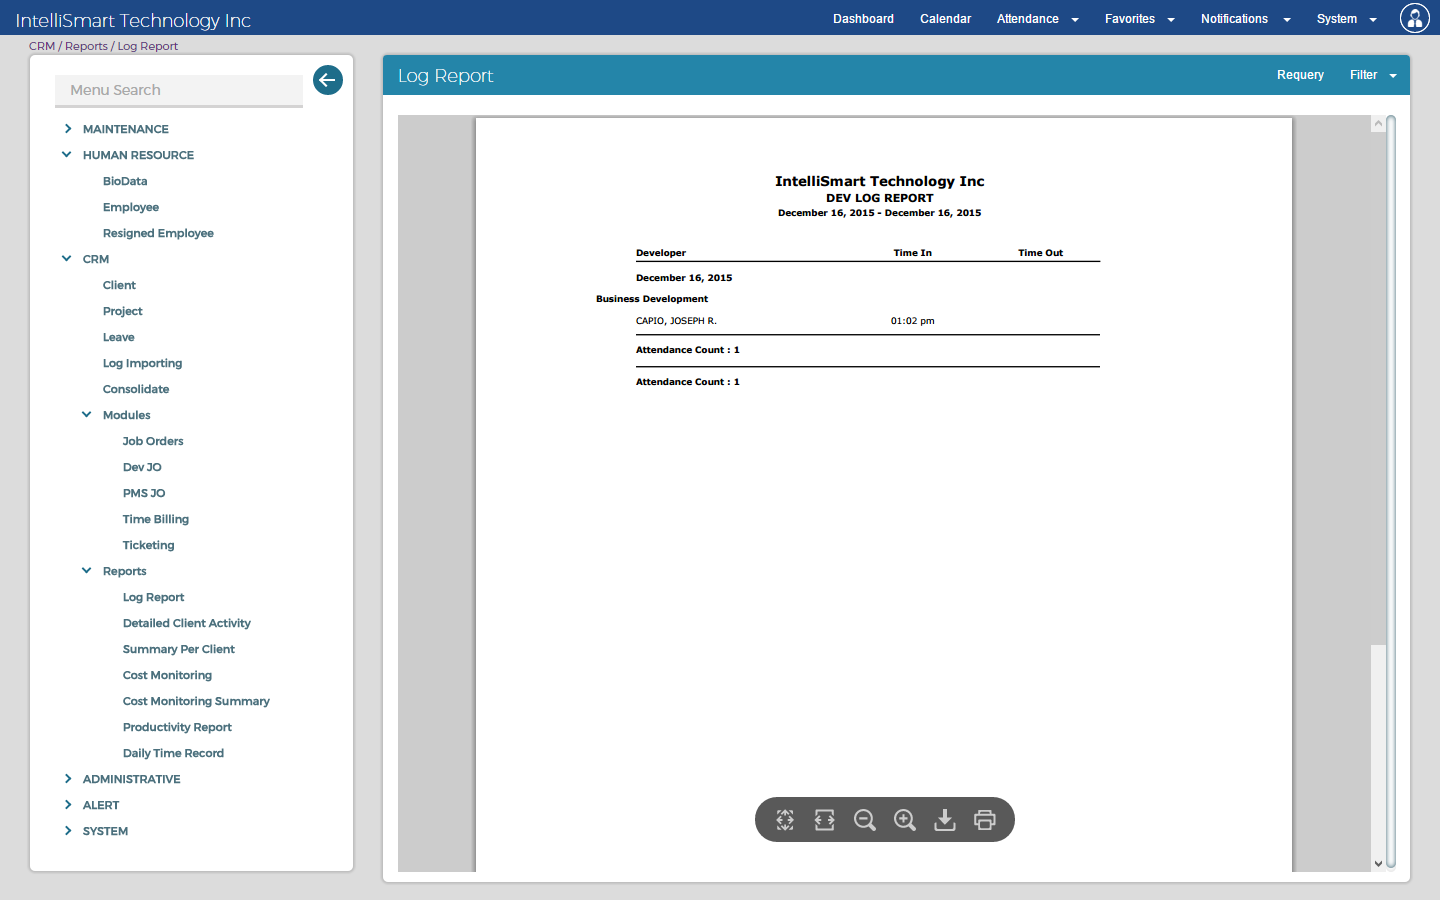 IntelliSmart Technology Inc
Dashboard Calendar Attendance Favorites Notifications System
CRM / Reports / Log Report
Menu Search
MAINTENANCE
HUMAN RESOURCE
BioData
Employee
Resigned Employee
CRM
Client
Project
Leave
Log Importing
Consolidate
Modules
Job Orders
Dev JO
PMS JO
Time Billing
Ticketing
Reports
Log Report
Detailed Client Activity
Summary Per Client
Cost Monitoring
Cost Monitoring Summary
Productivity Report
Daily Time Record
ADMINISTRATIVE
ALERT
SYSTEM
Log Report
Requery Filter
IntelliSmart Technology Inc
DEV LOG REPORT
December 16, 2015 - December 16, 2015
Developer Time In Time Out
December 16, 2015
Business Development
CAPIO, JOSEPH R. 01:02 pm
Attendance Count : 1
Attendance Count : 1